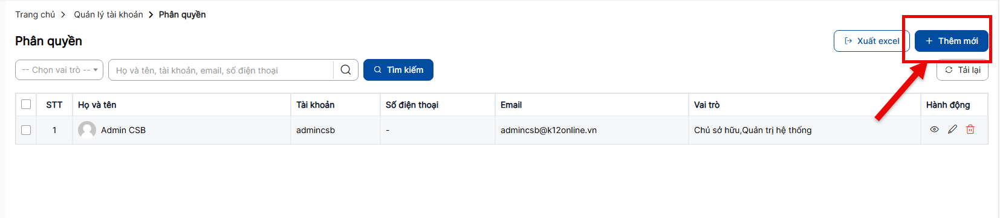 Trang chủ > Quản lý tài khoản > Phân quyền
Phân quyền
Xuất excel
+ Thêm mới
-- Chọn vai trò --
Họ và tên, tài khoản, email, số điện thoại
Tìm kiếm
Tải lại
STT Họ và tên Tài khoản Số điện thoại Email Vai trò Hành động
1 Admin CSB admincsb - admincsb@k12online.vn Chủ sở hữu,Quản trị hệ thống